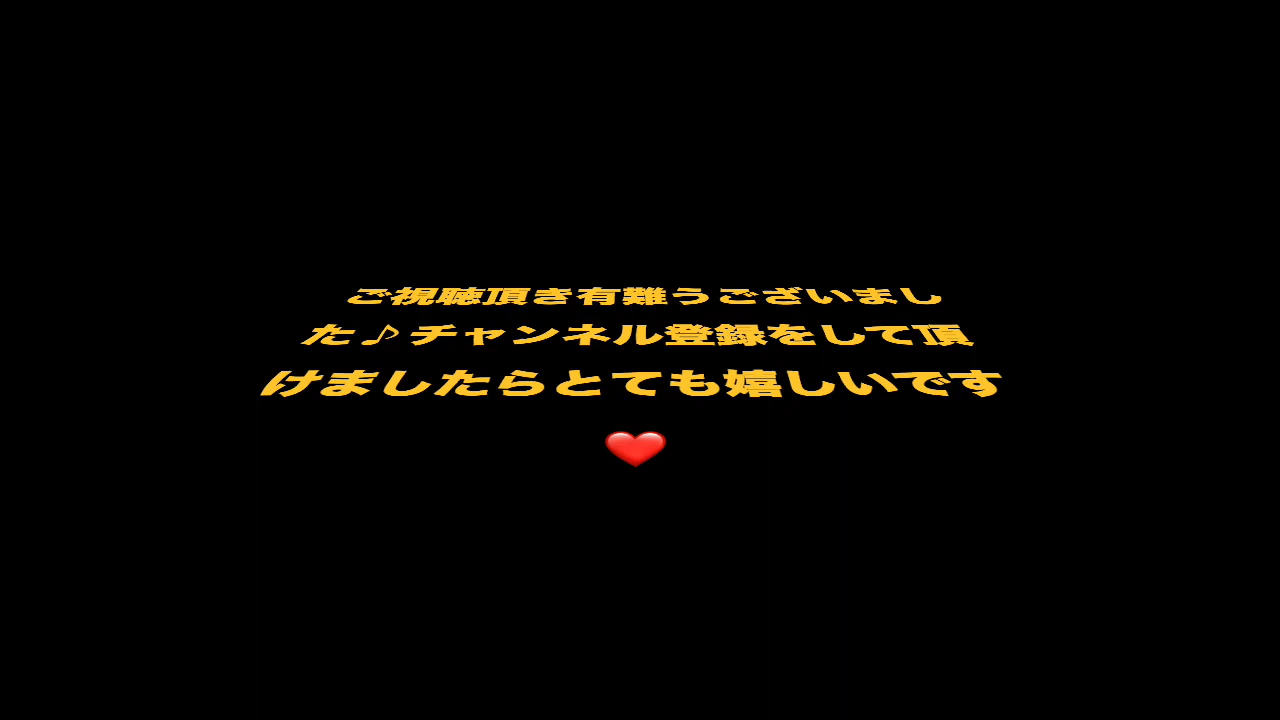 ご視聴頂き有難うございまし
た♪チャンネル登録をして頂
けましたらとても嬉しいです
❤️